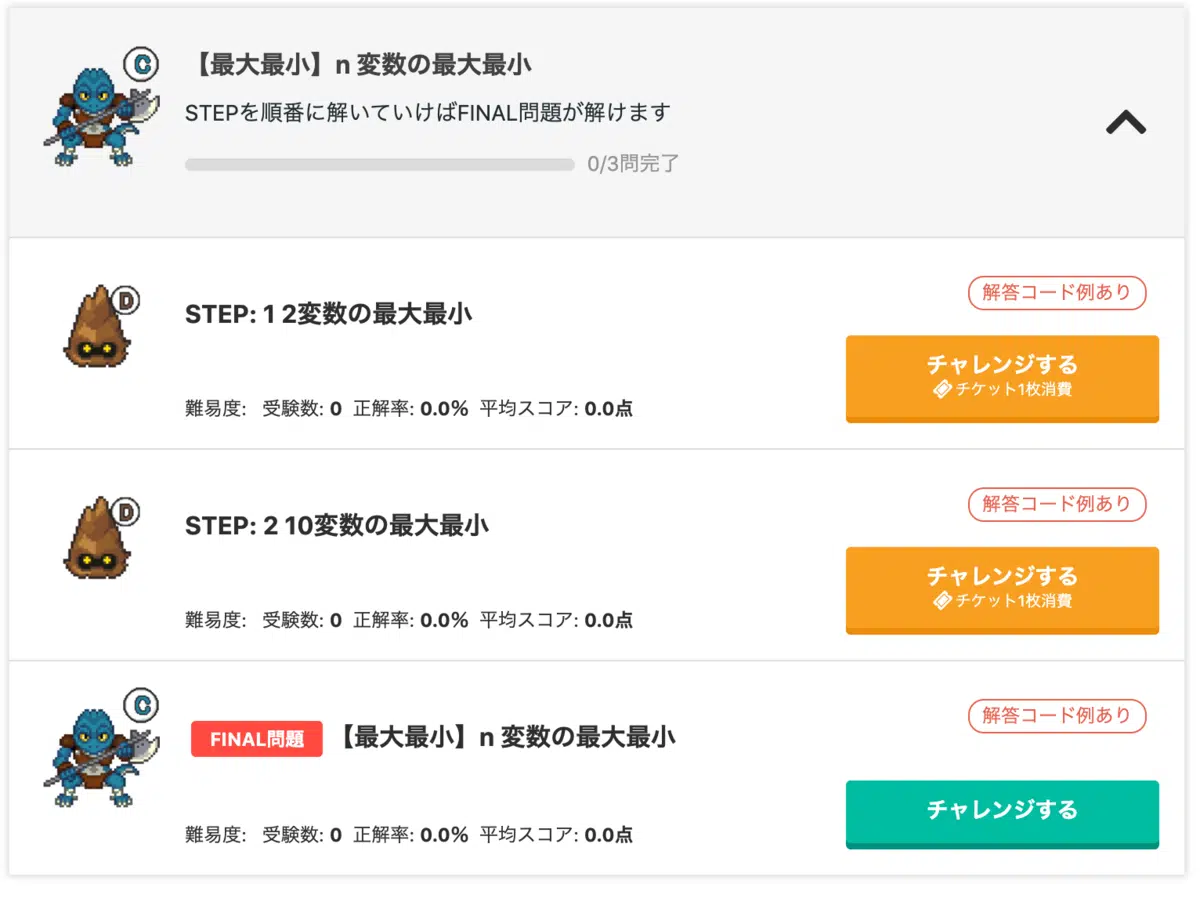 C
【最大最小】n 変数の最大最小
STEPを順番に解いていけばFINAL問題が解けます
0/3問完了
D
STEP: 1 2変数の最大最小
解答コード例あり
チャレンジする
チケット1枚消費
難易度: 受験数: 0 正解率: 0.0% 平均スコア: 0.0点
D
STEP: 2 10変数の最大最小
解答コード例あり
チャレンジする
チケット1枚消費
難易度: 受験数: 0 正解率: 0.0% 平均スコア: 0.0点
C
FINAL問題 【最大最小】n 変数の最大最小
解答コード例あり
チャレンジする
難易度: 受験数: 0 正解率: 0.0% 平均スコア: 0.0点